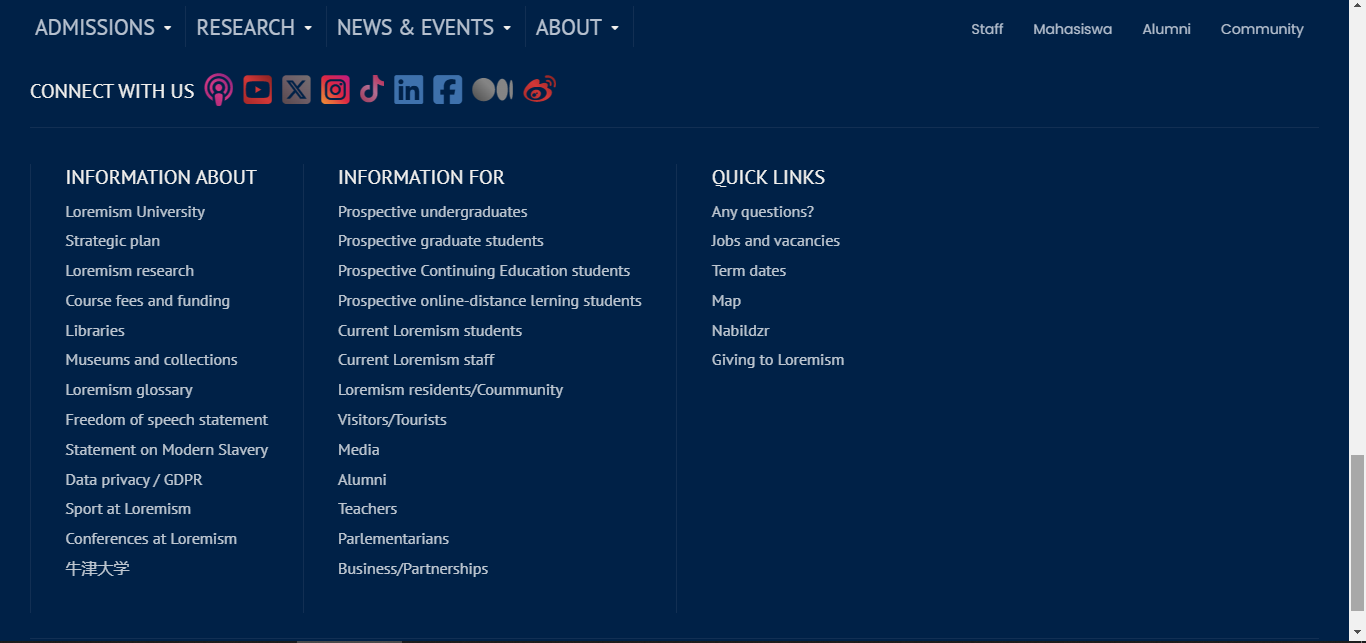 ADMISSIONS RESEARCH NEWS & EVENTS ABOUT Staff Mahasiswa Alumni Community
CONNECT WITH US
INFORMATION ABOUT
Loremism University
Strategic plan
Loremism research
Course fees and funding
Libraries
Museums and collections
Loremism glossary
Freedom of speech statement
Statement on Modern Slavery
Data privacy / GDPR
Sport at Loremism
Conferences at Loremism
牛津大学
INFORMATION FOR
Prospective undergraduates
Prospective graduate students
Prospective Continuing Education students
Prospective online-distance lerning students
Current Loremism students
Current Loremism staff
Loremism residents/Coummunity
Visitors/Tourists
Media
Alumni
Teachers
Parlementarians
Business/Partnerships
QUICK LINKS
Any questions?
Jobs and vacancies
Term dates
Map
Nabildzr
Giving to Loremism